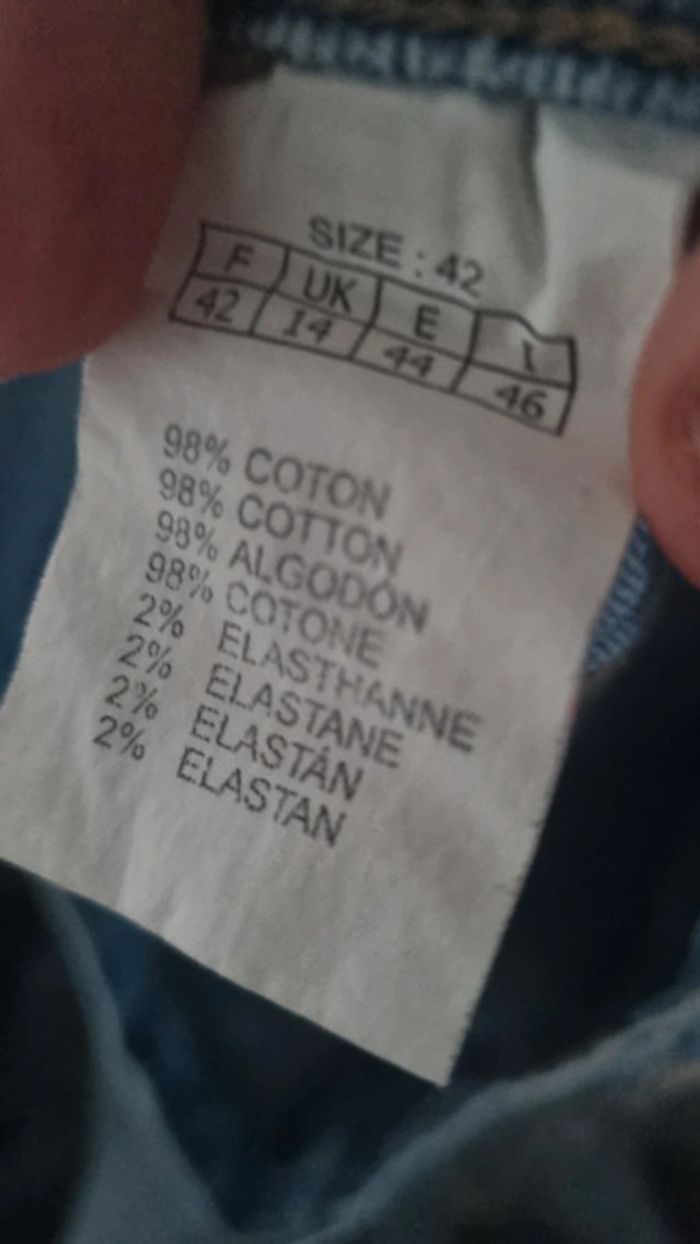 SIZE : 42
F UK E I
42 14 44 46
98% COTON
98% COTTON
98% ALGODÓN
98% COTONE
2% ELASTHANNE
2% ELASTANE
2% ELASTÁN
2% ELASTAN